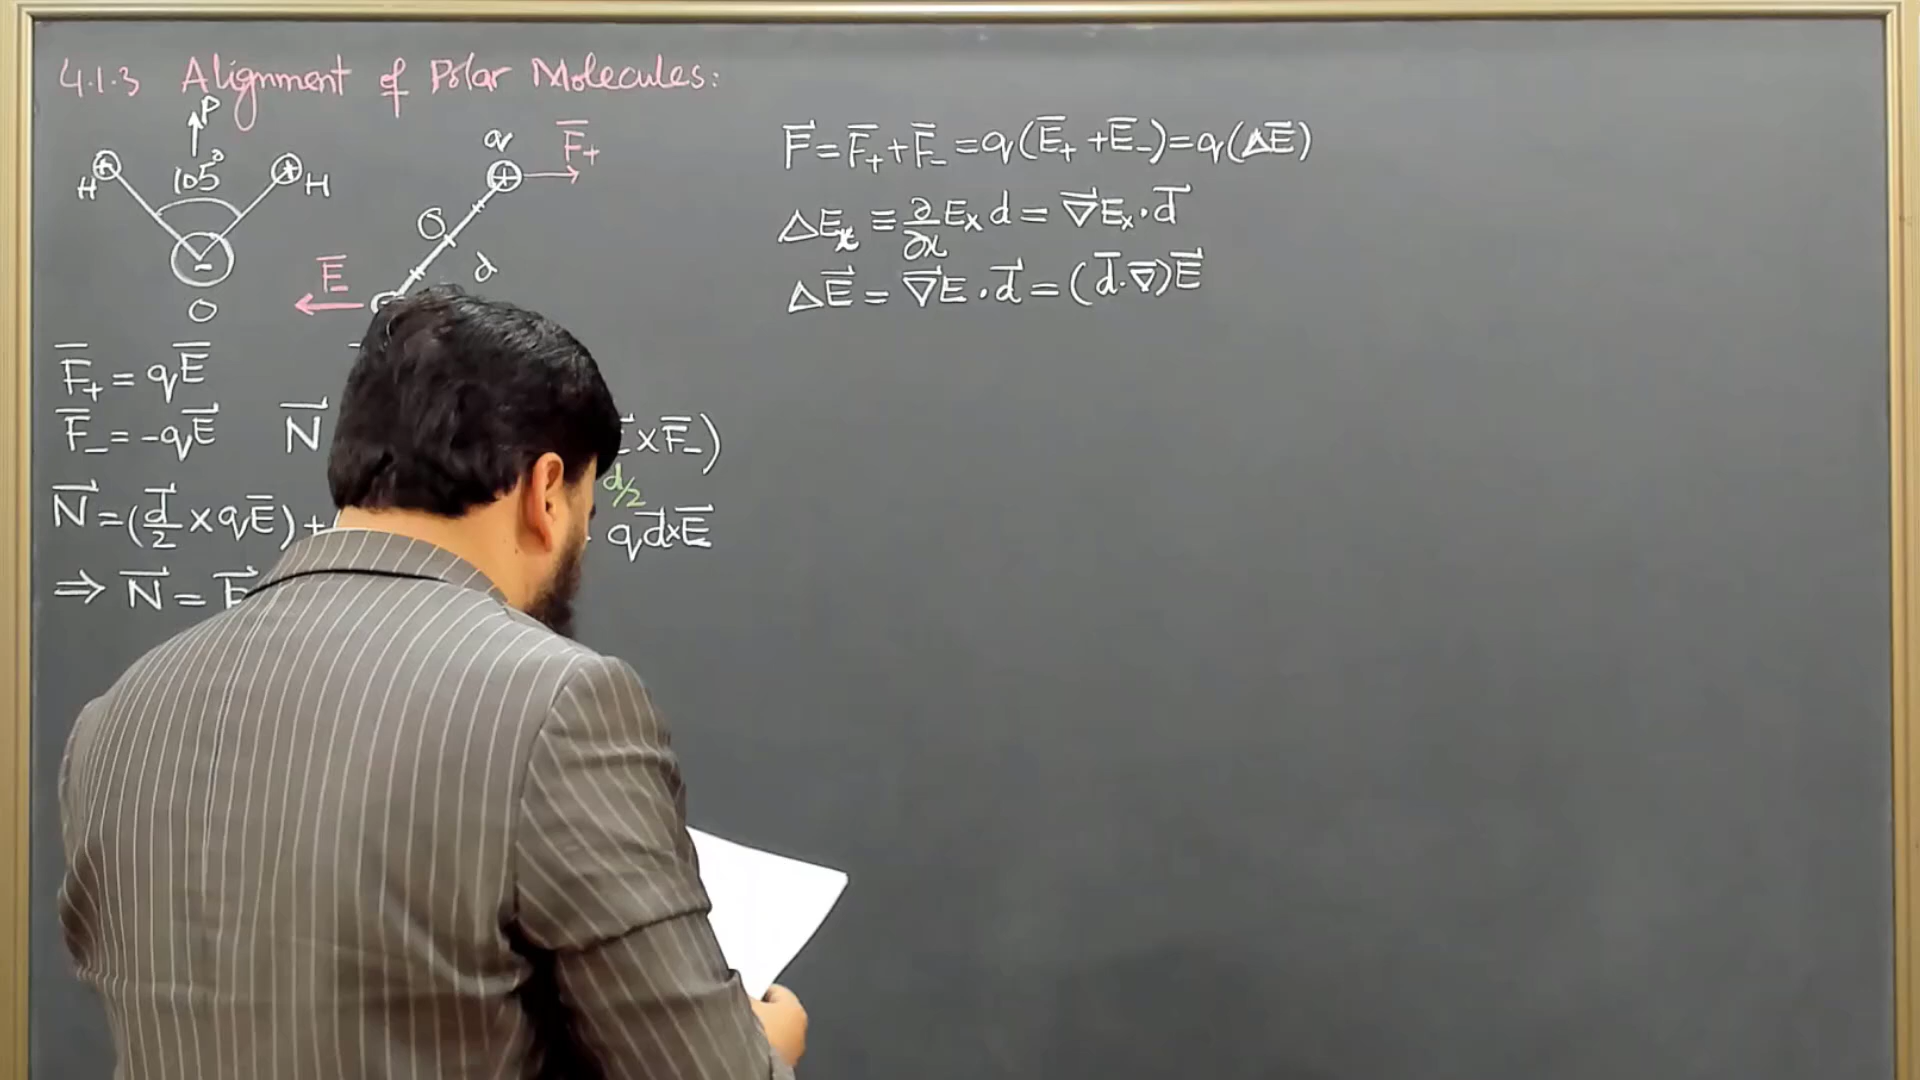 4.1.3 Alignment of Polar Molecules:
P
105°
H H
O
q F̅₊
θ
d
E̅
F̅₊ = qE̅
F̅₋ = -qE⃗ N⃗ ×F̅₋)
d/2
N⃗ = (d⃗/2 × qE̅) + qd⃗×E̅
⇒ N⃗ =
F⃗ = F̅₊ + F̅₋ = q(E̅₊ + E̅₋) = q(ΔE̅)
ΔEₓ ≡ ∂/∂x Eₓ d = ∇⃗Eₓ · d⃗
ΔE⃗ = ∇⃗E · d⃗ = (d̅·∇̅)E⃗